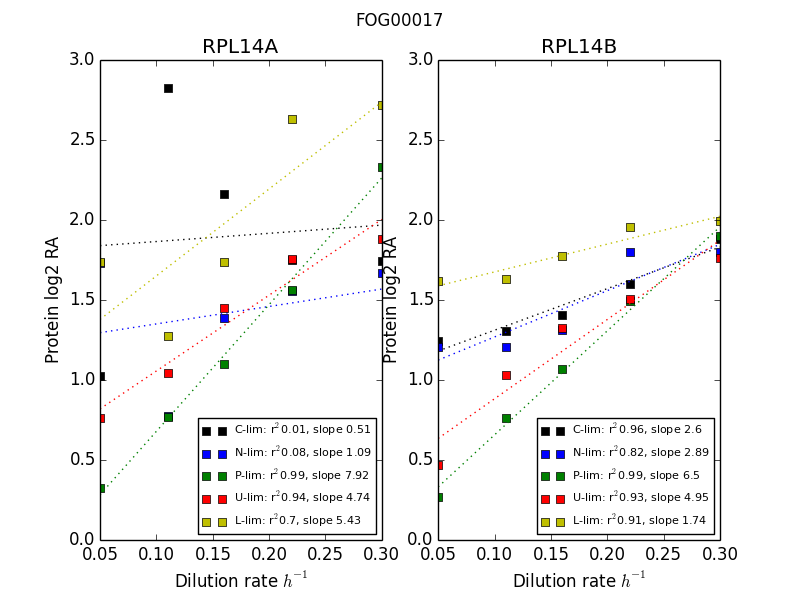 FOG00017
RPL14A
3.0
2.5
2.0
1.5
1.0
0.5
0.0
0.05 0.10 0.15 0.20 0.25 0.30
Protein log2 RA
Dilution rate h⁻¹
C-lim: r² 0.01, slope 0.51
N-lim: r² 0.08, slope 1.09
P-lim: r² 0.99, slope 7.92
U-lim: r² 0.94, slope 4.74
L-lim: r² 0.7, slope 5.43
RPL14B
3.0
2.5
2.0
1.5
1.0
0.5
0.0
0.05 0.10 0.15 0.20 0.25 0.30
Protein log2 RA
Dilution rate h⁻¹
C-lim: r² 0.96, slope 2.6
N-lim: r² 0.82, slope 2.89
P-lim: r² 0.99, slope 6.5
U-lim: r² 0.93, slope 4.95
L-lim: r² 0.91, slope 1.74